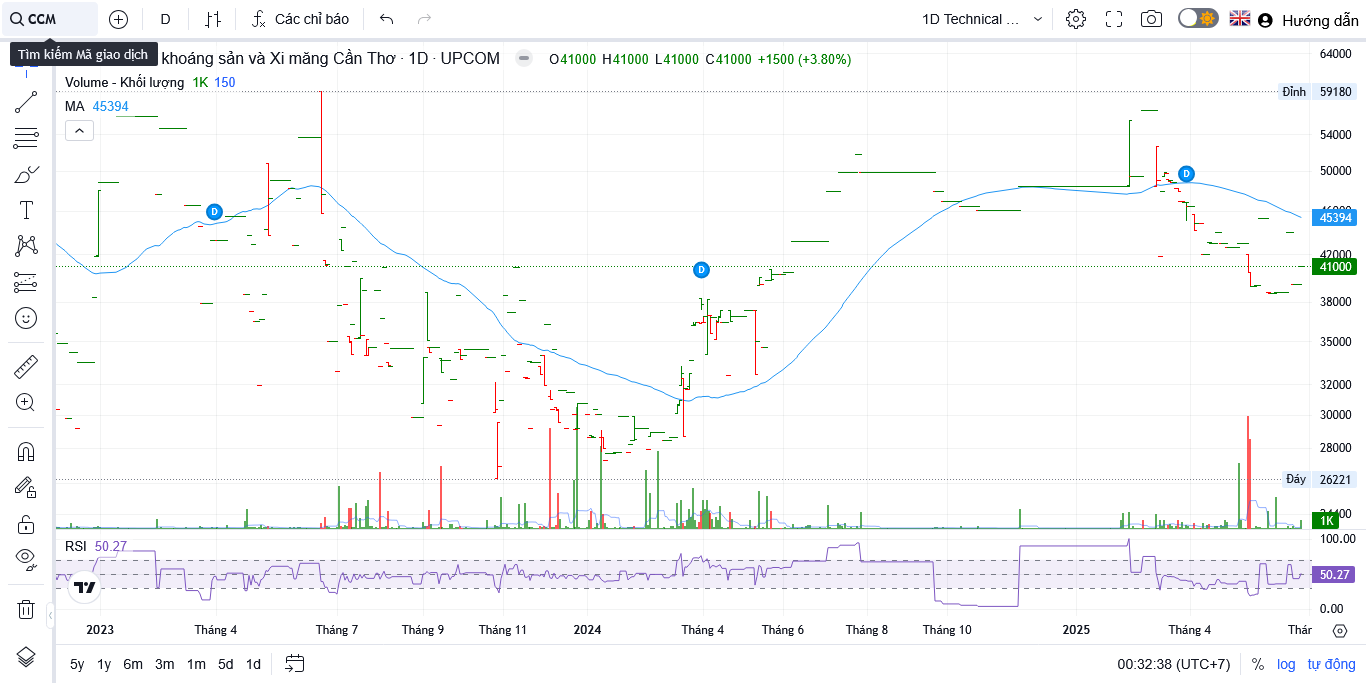 CCM D Các chỉ báo 1D Technical ... Hướng dẫn
Tìm kiếm Mã giao dịch
khoáng sản và Xi măng Cần Thơ · 1D · UPCOM O41000 H41000 L41000 C41000 +1500 (+3.80%)
Volume - Khối lượng 1K 150
MA 45394
64000
Đỉnh 59180
54000
50000
D
D
45394
42000
D
41000
38000
35000
32000
30000
28000
Đáy 26221
1K
RSI 50.27
100.00
50.27
0.00
2023 Tháng 4 Tháng 7 Tháng 9 Tháng 11 2024 Tháng 4 Tháng 6 Tháng 8 Tháng 10 2025 Tháng 4 Thár
5y 1y 6m 3m 1m 5d 1d 00:32:38 (UTC+7) % log tự động